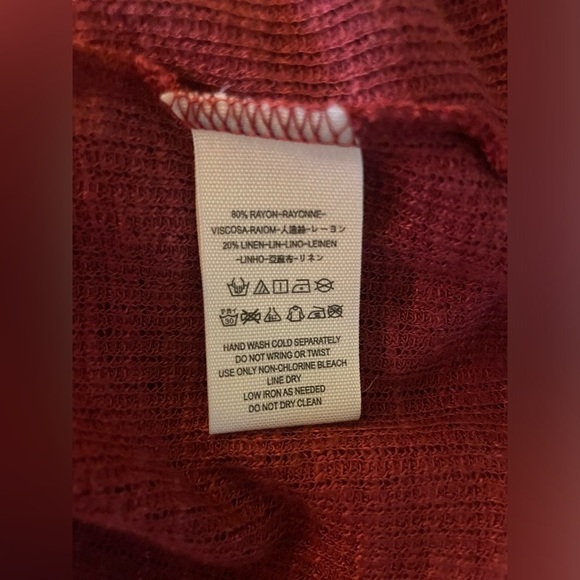 80% RAYON-RAYONNE-
VISCOSA-RAIOM-人造絲-レーヨン
20% LINEN-LIN-LINO-LEINEN
-LINHO-亞麻布-リネン
30
HAND WASH COLD SEPARATELY
DO NOT WRING OR TWIST
USE ONLY NON-CHLORINE BLEACH
LINE DRY
LOW IRON AS NEEDED
DO NOT DRY CLEAN